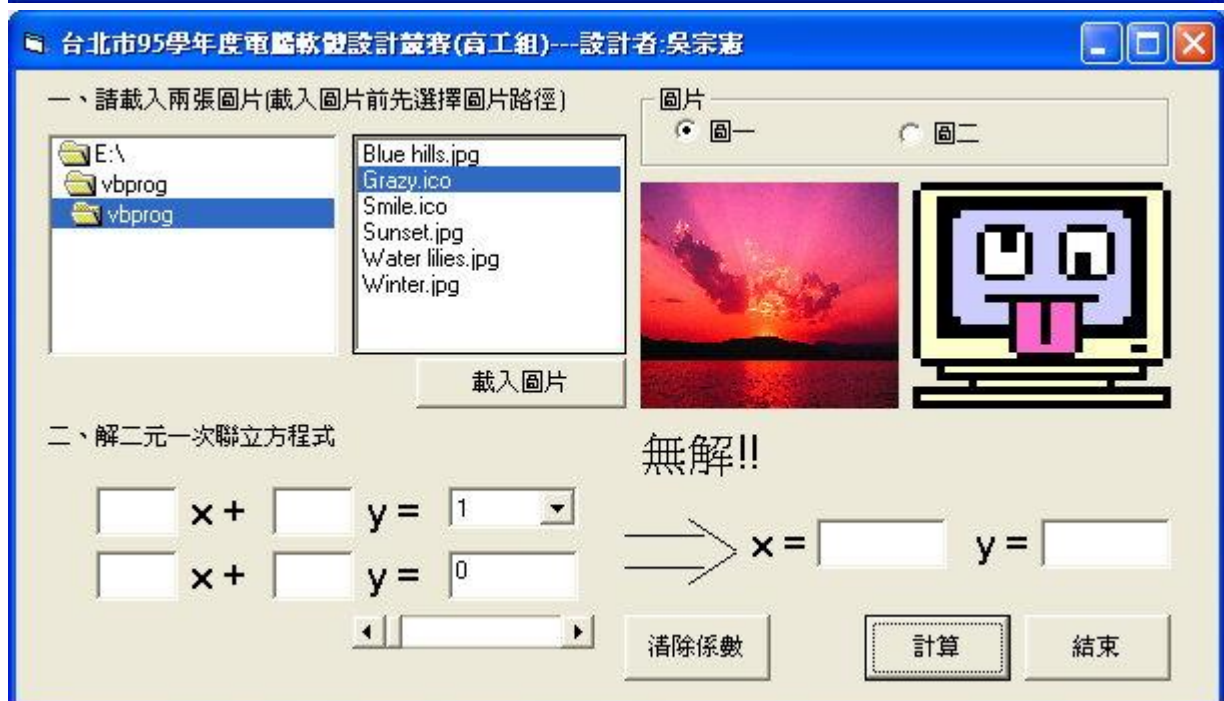 台北市95學年度電腦軟體設計競賽(高工組)---設計者:吳宗憲
一、請載入兩張圖片(載入圖片前先選擇圖片路徑)
E:\
vbprog
vbprog
Blue hills.jpg
Grazy.ico
Smile.ico
Sunset.jpg
Water lilies.jpg
Winter.jpg
載入圖片
圖片
圖一 圖二
二、解二元一次聯立方程式
x + y = 1
x + y = 0
無解!!
x = y =
清除係數 計算 結束